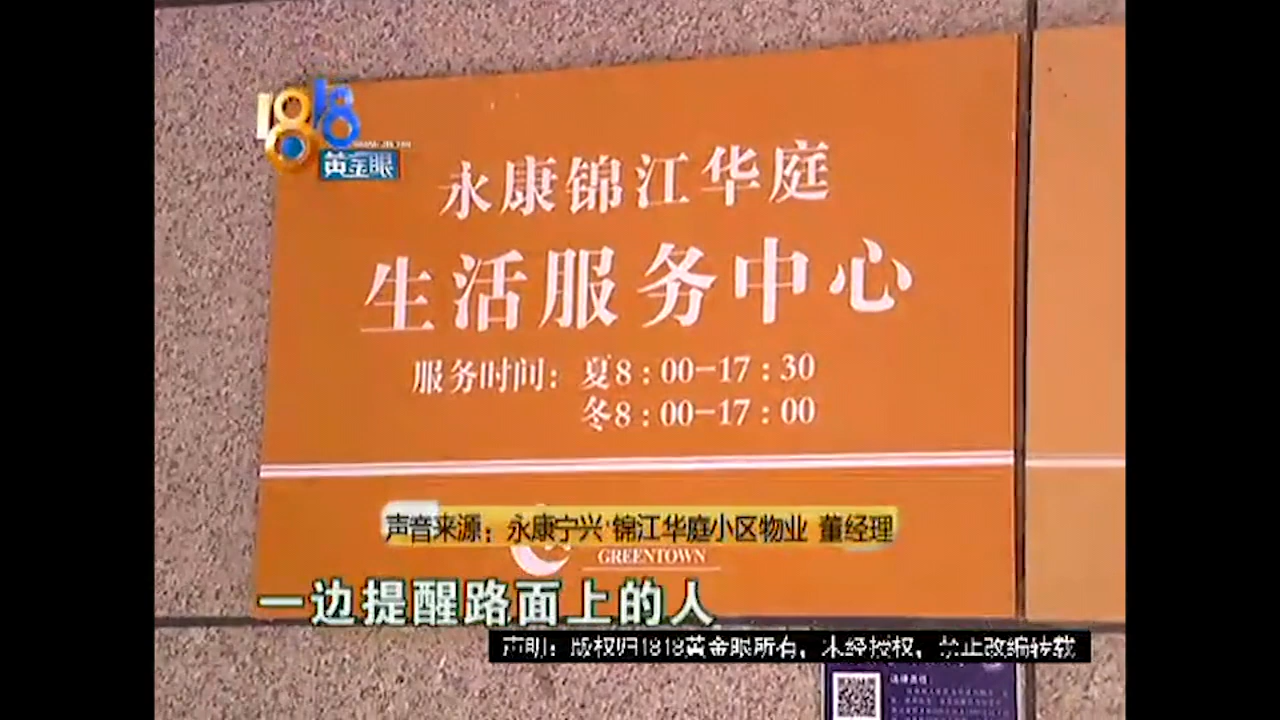 1818
黄金眼
永康锦江华庭
生活服务中心
服务时间：夏8：00-17：30
冬8：00-17：00
声音来源：永康宁兴·锦江华庭小区物业 董经理
GREENTOWN
一边提醒路面上的人
声明：版权归1818黄金眼所有，未经授权，禁止改编转载